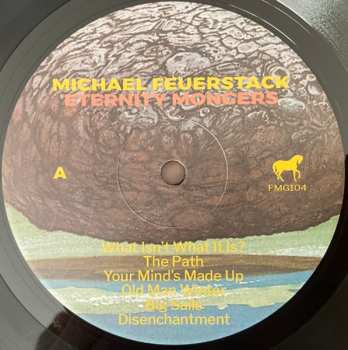 MICHAEL FEUERSTACK
ETERNITY MONGERS
A
FMG104
What Isn't What It Is?
The Path
Your Mind's Made Up
Old Man Winter
Big Sails
Disenchantment